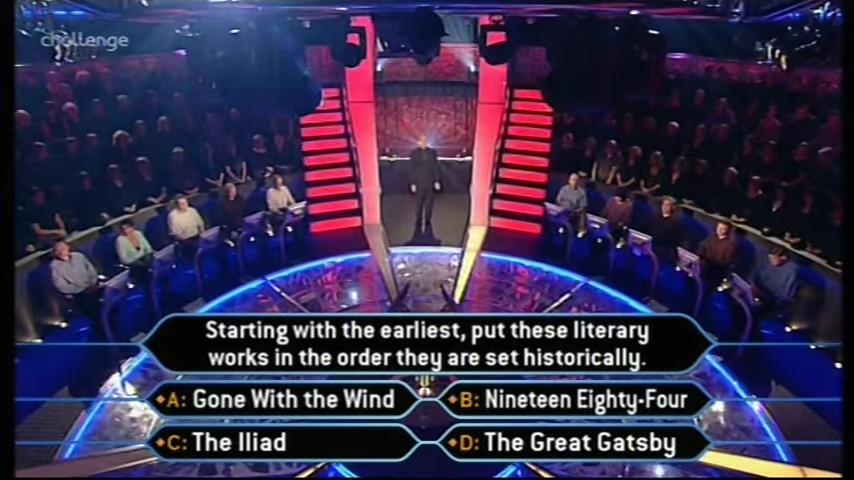 challenge
Starting with the earliest, put these literary
works in the order they are set historically.
A: Gone With the Wind
B: Nineteen Eighty-Four
C: The Iliad
D: The Great Gatsby